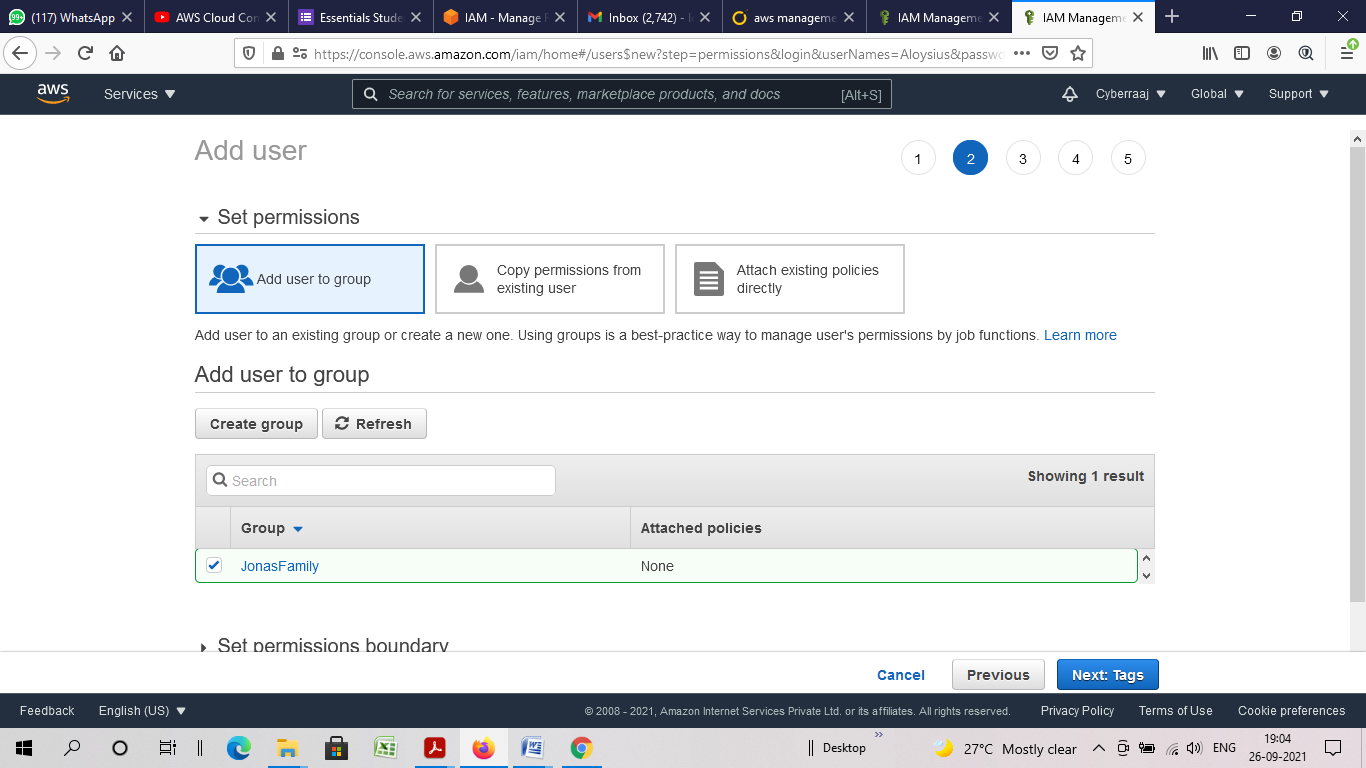 (117) WhatsApp
AWS Cloud Con
Essentials Stude
IAM - Manage
Inbox (2,742) -
aws manageme
IAM Manageme
IAM Manageme
https://console.aws.amazon.com/iam/home#/users$new?step=permissions&login&userNames=Aloysius&passwo
aws
Services
Search for services, features, marketplace products, and docs
[Alt+S]
Cyberraaj
Global
Support
Add user
1
2
3
4
5
Set permissions
Add user to group
Copy permissions from
existing user
Attach existing policies
directly
Add user to an existing group or create a new one. Using groups is a best-practice way to manage user's permissions by job functions. Learn more
Add user to group
Create group
Refresh
Search
Showing 1 result
Group
Attached policies
JonasFamily
None
Set permissions boundary
Cancel
Previous
Next: Tags
Feedback
English (US)
© 2008 - 2021, Amazon Internet Services Private Ltd. or its affiliates. All rights reserved.
Privacy Policy
Terms of Use
Cookie preferences
Desktop
27°C Mostly clear
ENG
19:04
26-09-2021